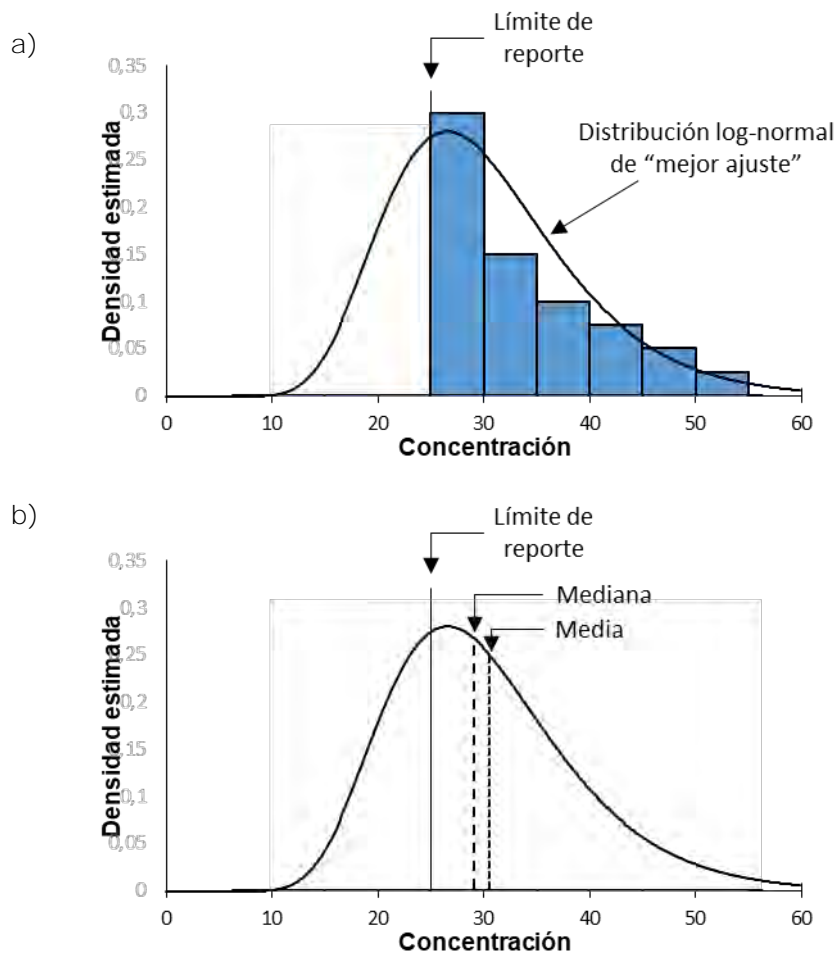 a)
Límite de
reporte
Distribución log-normal
de “mejor ajuste”
Densidad estimada
0,35
0,3
0,25
0,2
0,15
0,1
0,05
0
0 10 20 30 40 50 60
Concentración
b)
Límite de
reporte
Mediana
Media
Densidad estimada
0,35
0,3
0,25
0,2
0,15
0,1
0,05
0
0 10 20 30 40 50 60
Concentración